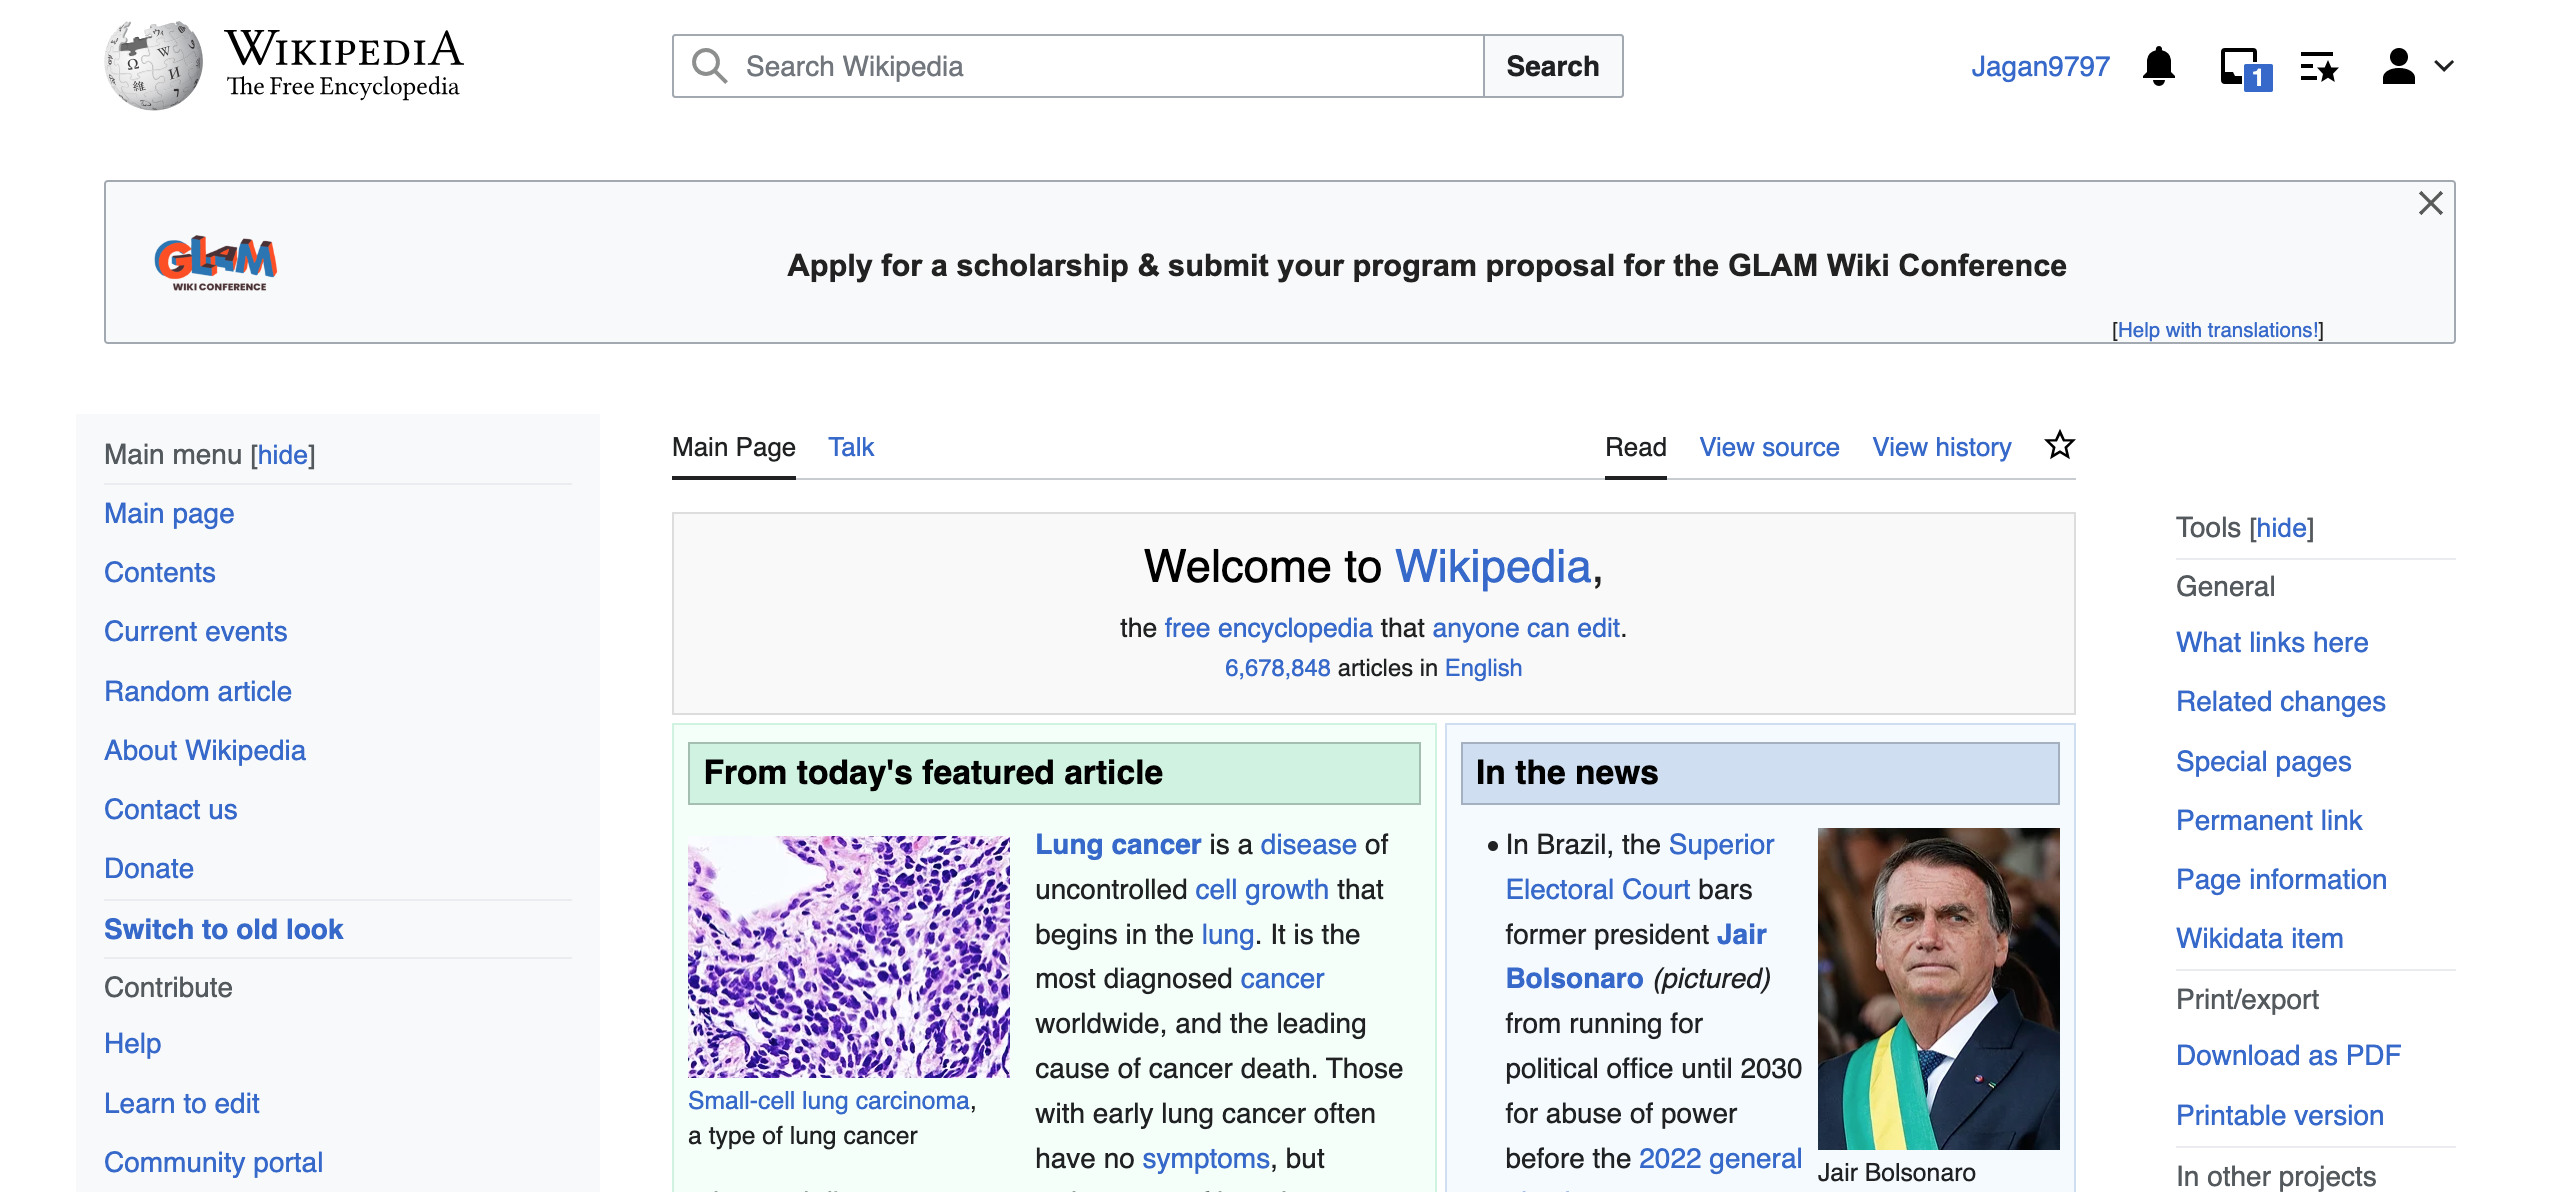 WIKIPEDIA
The Free Encyclopedia
Search Wikipedia
Search
Jagan9797
1
GLAM
WIKI CONFERENCE
Apply for a scholarship & submit your program proposal for the GLAM Wiki Conference
[Help with translations!]
Main menu [hide]
Main page
Contents
Current events
Random article
About Wikipedia
Contact us
Donate
Switch to old look
Contribute
Help
Learn to edit
Community portal
Main Page
Talk
Read
View source
View history
Welcome to Wikipedia,
the free encyclopedia that anyone can edit.
6,678,848 articles in English
From today's featured article
Small-cell lung carcinoma,
a type of lung cancer
Lung cancer is a disease of
uncontrolled cell growth that
begins in the lung. It is the
most diagnosed cancer
worldwide, and the leading
cause of cancer death. Those
with early lung cancer often
have no symptoms, but
In the news
• In Brazil, the Superior
Electoral Court bars
former president Jair
Bolsonaro (pictured)
from running for
political office until 2030
for abuse of power
before the 2022 general
Jair Bolsonaro
Tools [hide]
General
What links here
Related changes
Special pages
Permanent link
Page information
Wikidata item
Print/export
Download as PDF
Printable version
In other projects